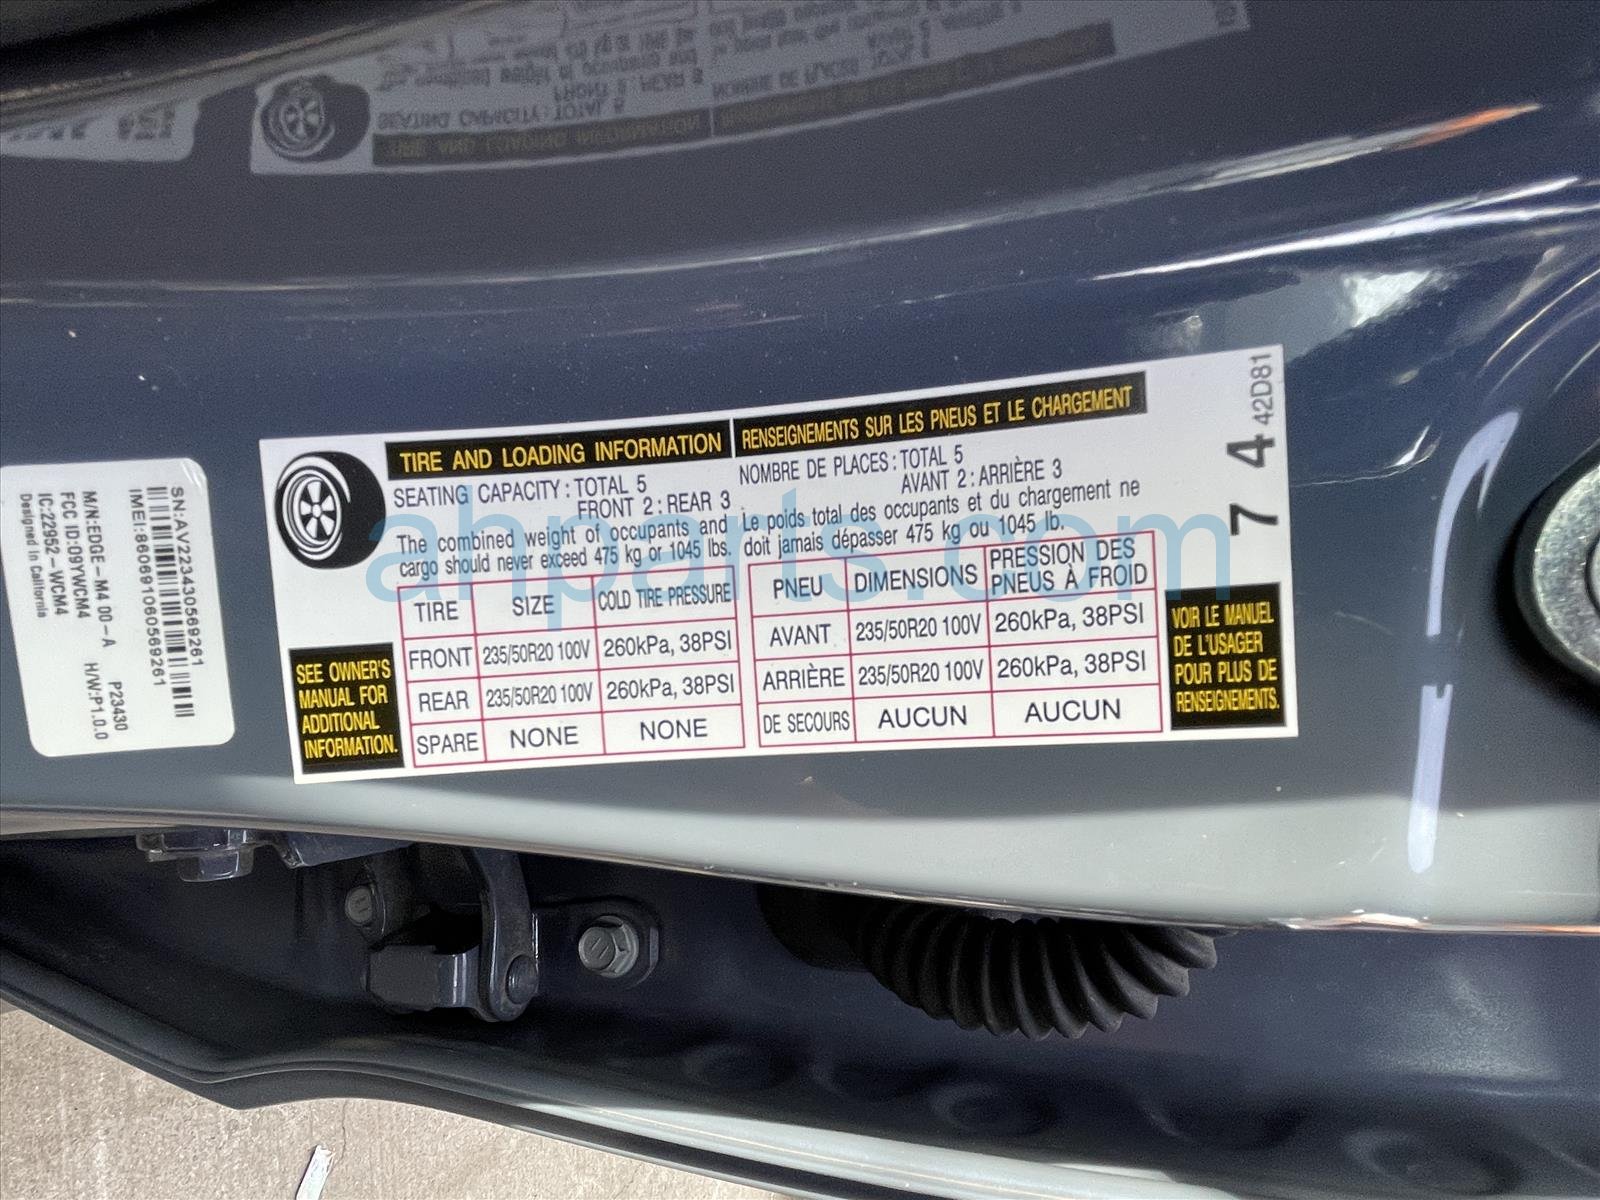 TIRE AND LOADING INFORMATION
SEATING CAPACITY : TOTAL 5
FRONT 2 : REAR 3
The combined weight of occupants and
cargo should never exceed 475 kg or 1045 lbs.
TIRE SIZE COLD TIRE PRESSURE
FRONT 235/50R20 100V 260kPa, 38PSI
REAR 235/50R20 100V 260kPa, 38PSI
SPARE NONE NONE
SEE OWNER'S
MANUAL FOR
ADDITIONAL
INFORMATION.
RENSEIGNEMENTS SUR LES PNEUS ET LE CHARGEMENT
NOMBRE DE PLACES : TOTAL 5
AVANT 2 : ARRIÈRE 3
Le poids total des occupants et du chargement ne
doit jamais dépasser 475 kg ou 1045 lb.
PNEU DIMENSIONS PRESSION DES
PNEUS À FROID
AVANT 235/50R20 100V 260kPa, 38PSI
ARRIÈRE 235/50R20 100V 260kPa, 38PSI
DE SECOURS AUCUN AUCUN
VOIR LE MANUEL
DE L'USAGER
POUR PLUS DE
RENSEIGNEMENTS.
7 4 42D81
SN:AV22343056926​1
IMEI:860691060569261
M/N:EDGE-M4 00-A P23430
FCC ID:O9YWCM4 H/W:P1.0.0
IC:22952-WCM4
Designed in California
ahparts.com